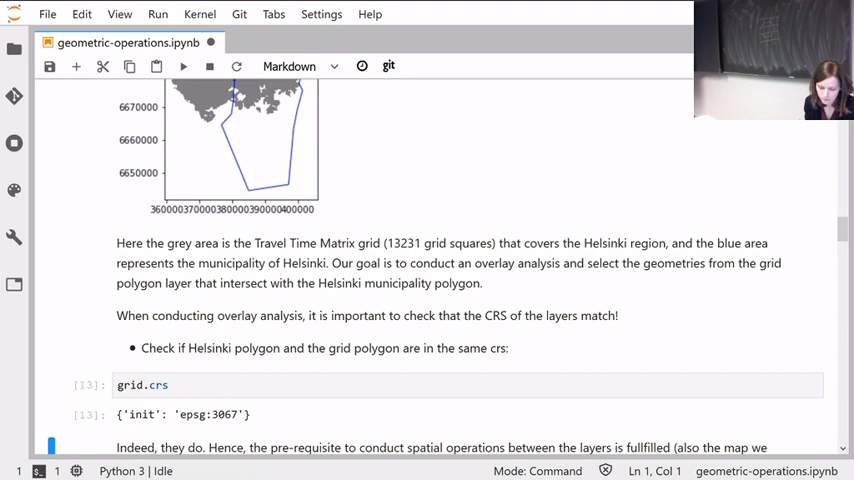 File Edit View Run Kernel Git Tabs Settings Help
geometric-operations.ipynb
Markdown git
6670000
6660000
6650000
360000370000380000390000400000
Here the grey area is the Travel Time Matrix grid (13231 grid squares) that covers the Helsinki region, and the blue area
represents the municipality of Helsinki. Our goal is to conduct an overlay analysis and select the geometries from the grid
polygon layer that intersect with the Helsinki municipality polygon.
When conducting overlay analysis, it is important to check that the CRS of the layers match!
• Check if Helsinki polygon and the grid polygon are in the same crs:
[13]: grid.crs
[13]: {'init': 'epsg:3067'}
Indeed, they do. Hence, the pre-requisite to conduct spatial operations between the layers is fullfilled (also the map we
1 1 Python 3 | Idle Mode: Command Ln 1, Col 1 geometric-operations.ipynb